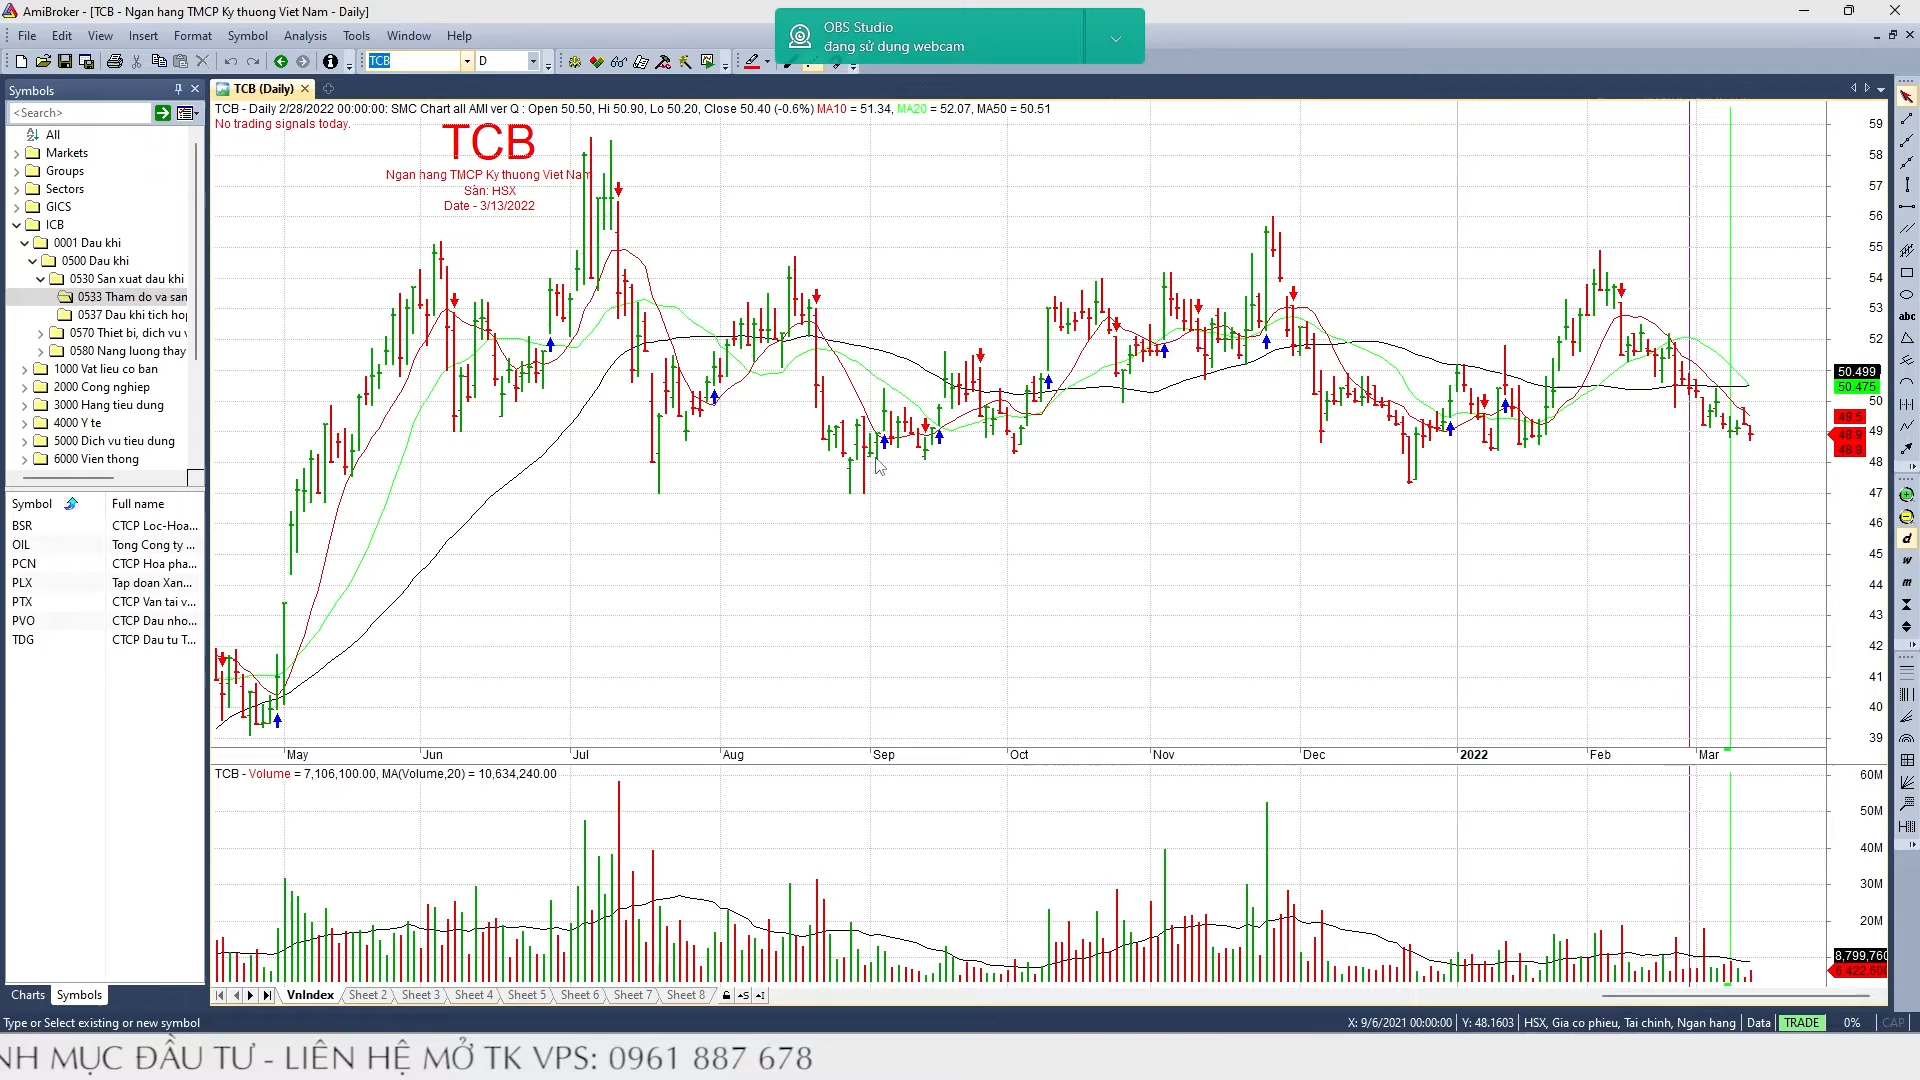 AmiBroker - [TCB - Ngan hang TMCP Ky thuong Viet Nam - Daily]
OBS Studio
đang sử dụng webcam
File Edit View Insert Format Symbol Analysis Tools Window Help
TCB D
Symbols
TCB (Daily)
<Search>
TCB - Daily 2/28/2022 00:00:00: SMC Chart all AMI ver Q : Open 50.50, Hi 50.90, Lo 50.20, Close 50.40 (-0.6%) MA10 = 51.34, MA20 = 52.07, MA50 = 50.51
No trading signals today.
TCB
Ngan hang TMCP Ky thuong Viet Nam
Sàn: HSX
Date - 3/13/2022
All
Markets
Groups
Sectors
GICS
ICB
0001 Dau khi
0500 Dau khi
0530 San xuat dau khi
0533 Tham do va san
0537 Dau khi tich hop
0570 Thiet bi, dich vu v
0580 Nang luong thay
1000 Vat lieu co ban
2000 Cong nghiep
3000 Hang tieu dung
4000 Y te
5000 Dich vu tieu dung
6000 Vien thong
Symbol Full name
BSR CTCP Loc-Hoa...
OIL Tong Cong ty ...
PCN CTCP Hoa pha...
PLX Tap doan Xan...
PTX CTCP Van tai v...
PVO CTCP Dau nho...
TDG CTCP Dau tu T...
59
58
57
56
55
54
53
52
51
50.499
50.475
50
49.5
49
48.9
48.9
48
47
46
45
44
43
42
41
40
39
May Jun Jul Aug Sep Oct Nov Dec 2022 Feb Mar
TCB - Volume = 7,106,100.00, MA(Volume,20) = 10,634,240.00
60M
50M
40M
30M
20M
8,799,760
6,422,600
abc
d
w
m
Charts Symbols
VnIndex Sheet 2 Sheet 3 Sheet 4 Sheet 5 Sheet 6 Sheet 7 Sheet 8
Type or Select existing or new symbol
X: 9/6/2021 00:00:00 Y: 48.1603 HSX, Gia co phieu, Tai chinh, Ngan hang Data TRADE 0% CAP
NH MỤC ĐẦU TƯ - LIÊN HỆ MỞ TK VPS: 0961 887 678